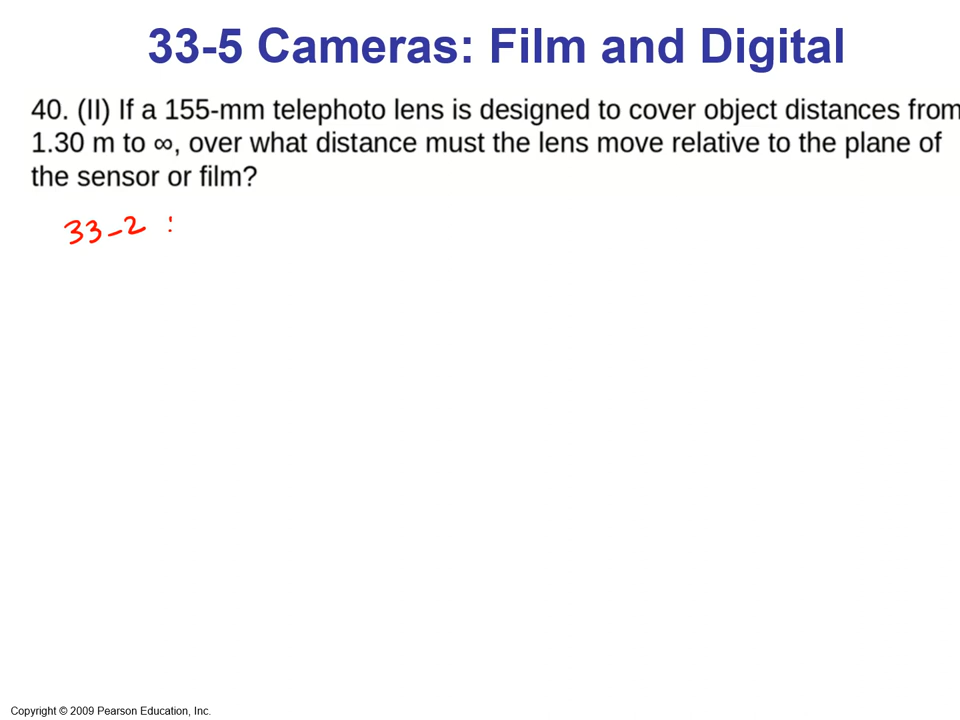 33-5 Cameras: Film and Digital
40. (II) If a 155-mm telephoto lens is designed to cover object distances from
1.30 m to ∞, over what distance must the lens move relative to the plane of
the sensor or film?
33-2 :
Copyright © 2009 Pearson Education, Inc.